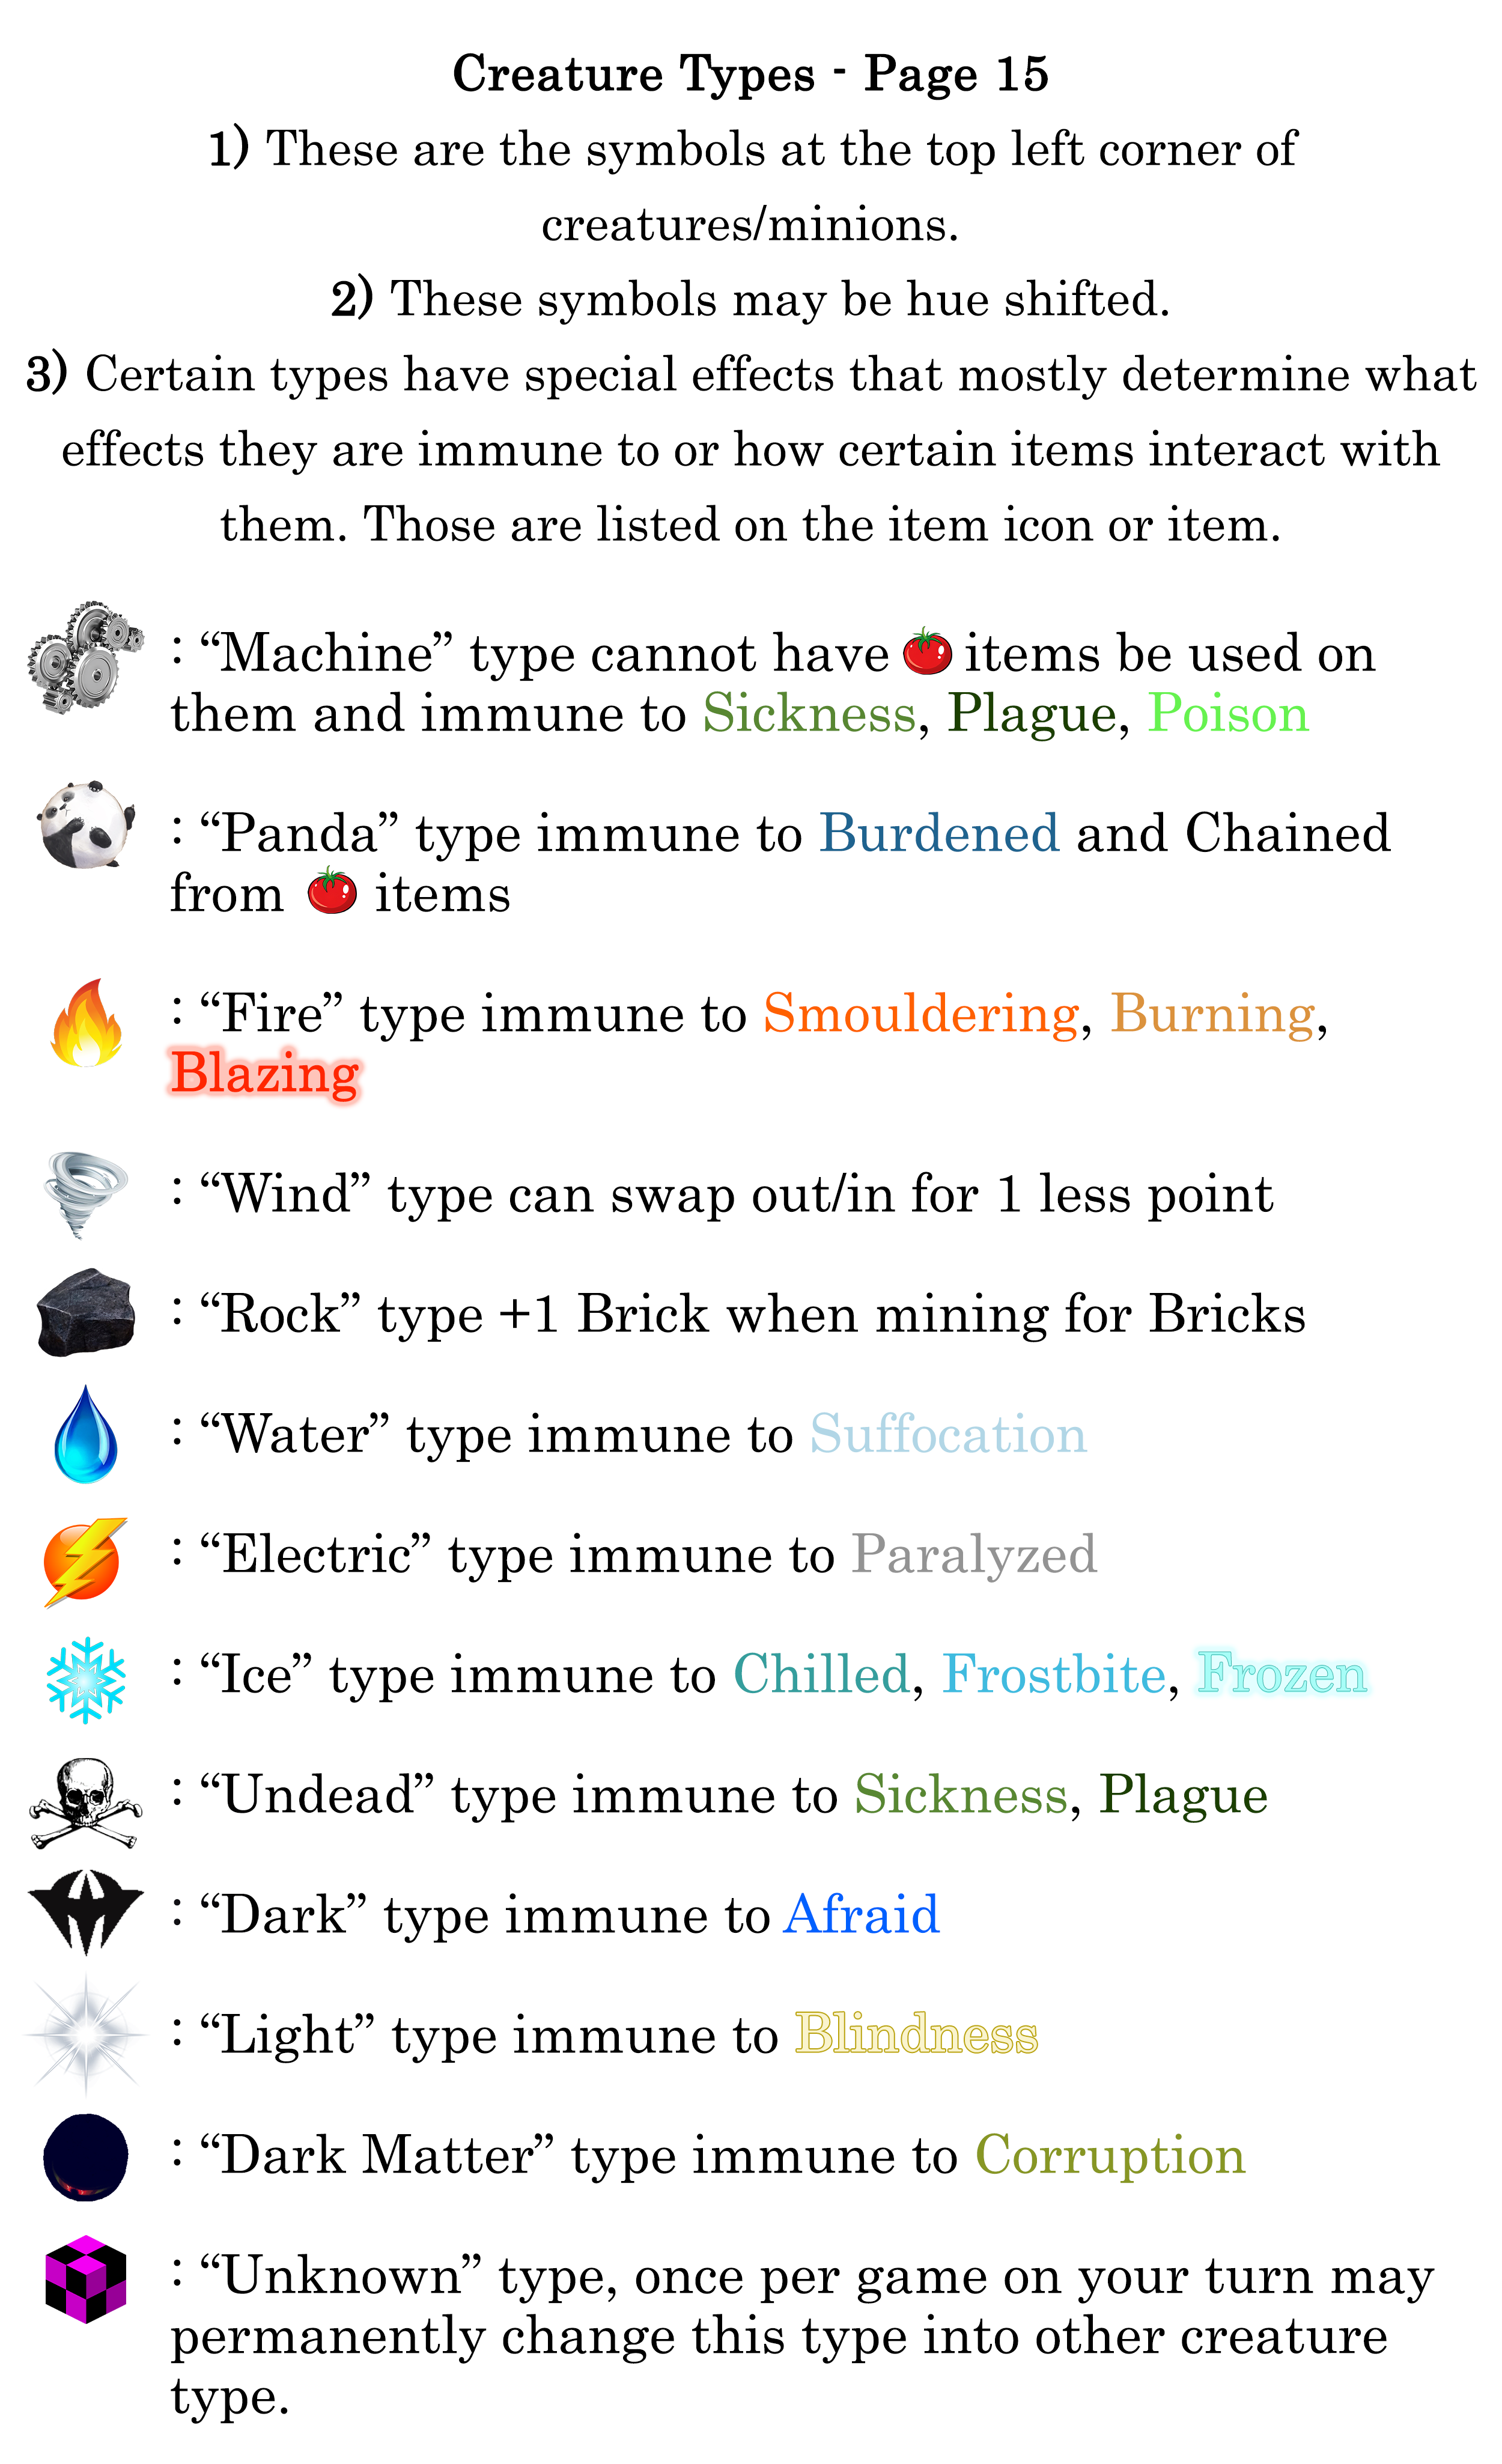 Creature Types - Page 15
1) These are the symbols at the top left corner of
creatures/minions.
2) These symbols may be hue shifted.
3) Certain types have special effects that mostly determine what
effects they are immune to or how certain items interact with
them. Those are listed on the item icon or item.
: “Machine” type cannot have items be used on
them and immune to Sickness, Plague, Poison
: “Panda” type immune to Burdened and Chained
from items
: “Fire” type immune to Smouldering, Burning,
Blazing
: “Wind” type can swap out/in for 1 less point
: “Rock” type +1 Brick when mining for Bricks
: “Water” type immune to Suffocation
: “Electric” type immune to Paralyzed
: “Ice” type immune to Chilled, Frostbite, Frozen
: “Undead” type immune to Sickness, Plague
: “Dark” type immune to Afraid
: “Light” type immune to Blindness
: “Dark Matter” type immune to Corruption
: “Unknown” type, once per game on your turn may
permanently change this type into other creature
type.